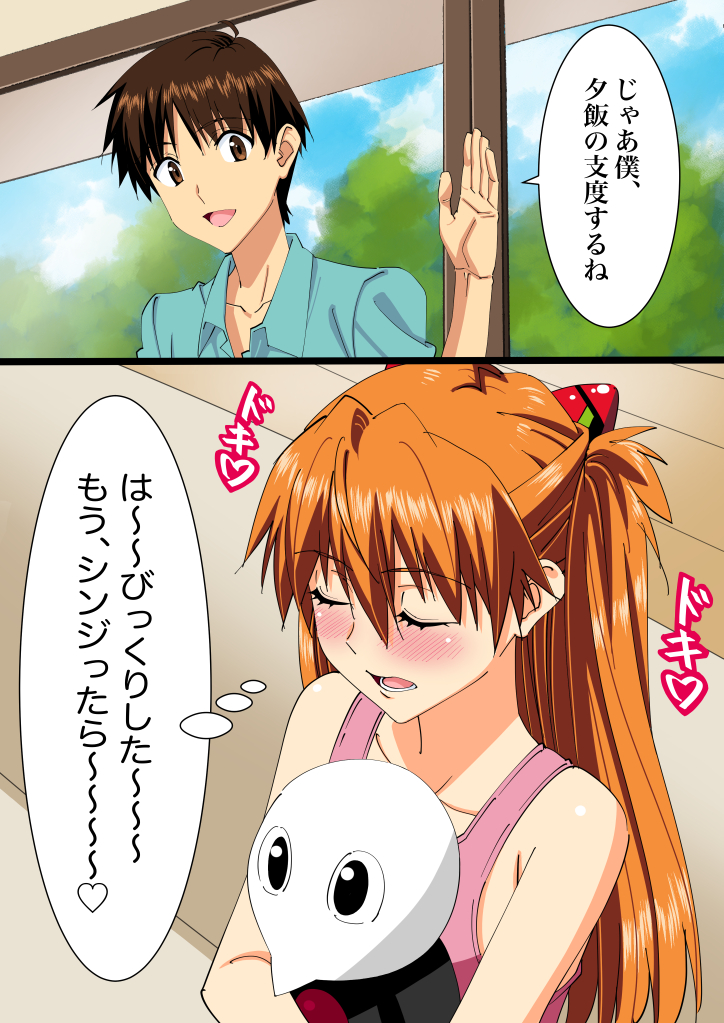 じゃあ僕、
夕飯の支度するね
ドキ♡
は～～びっくりした～～～
もう、シンジったら～～～～♡
ドキ♡